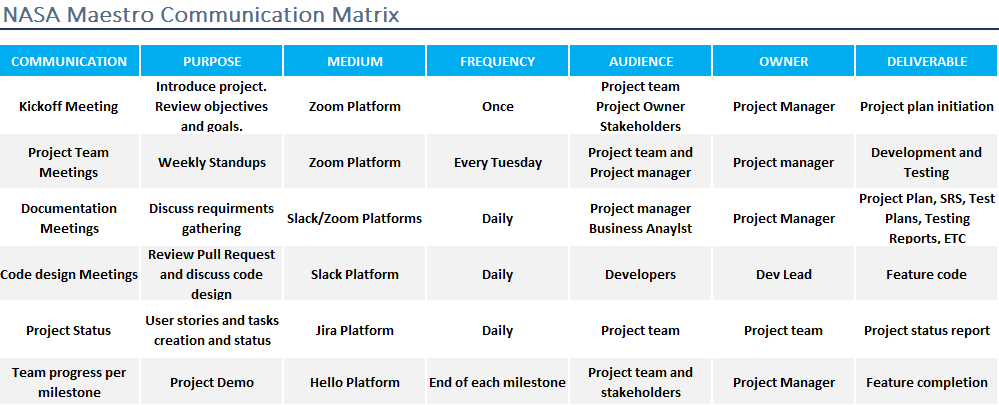 NASA Maestro Communication Matrix
COMMUNICATION PURPOSE MEDIUM FREQUENCY AUDIENCE OWNER DELIVERABLE
Kickoff Meeting
Introduce project.
Review objectives
and goals.
Zoom Platform
Once
Project team
Project Owner
Stakeholders
Project Manager
Project plan initiation
Project Team
Meetings
Weekly Standups
Zoom Platform
Every Tuesday
Project team and
Project manager
Project manager
Development and
Testing
Documentation
Meetings
Discuss requirments
gathering
Slack/Zoom Platforms
Daily
Project manager
Business Anaylst
Project Manager
Project Plan, SRS, Test
Plans, Testing
Reports, ETC
Code design Meetings
Review Pull Request
and discuss code
design
Slack Platform
Daily
Developers
Dev Lead
Feature code
Project Status
User stories and tasks
creation and status
Jira Platform
Daily
Project team
Project team
Project status report
Team progress per
milestone
Project Demo
Hello Platform
End of each milestone
Project team and
stakeholders
Project Manager
Feature completion